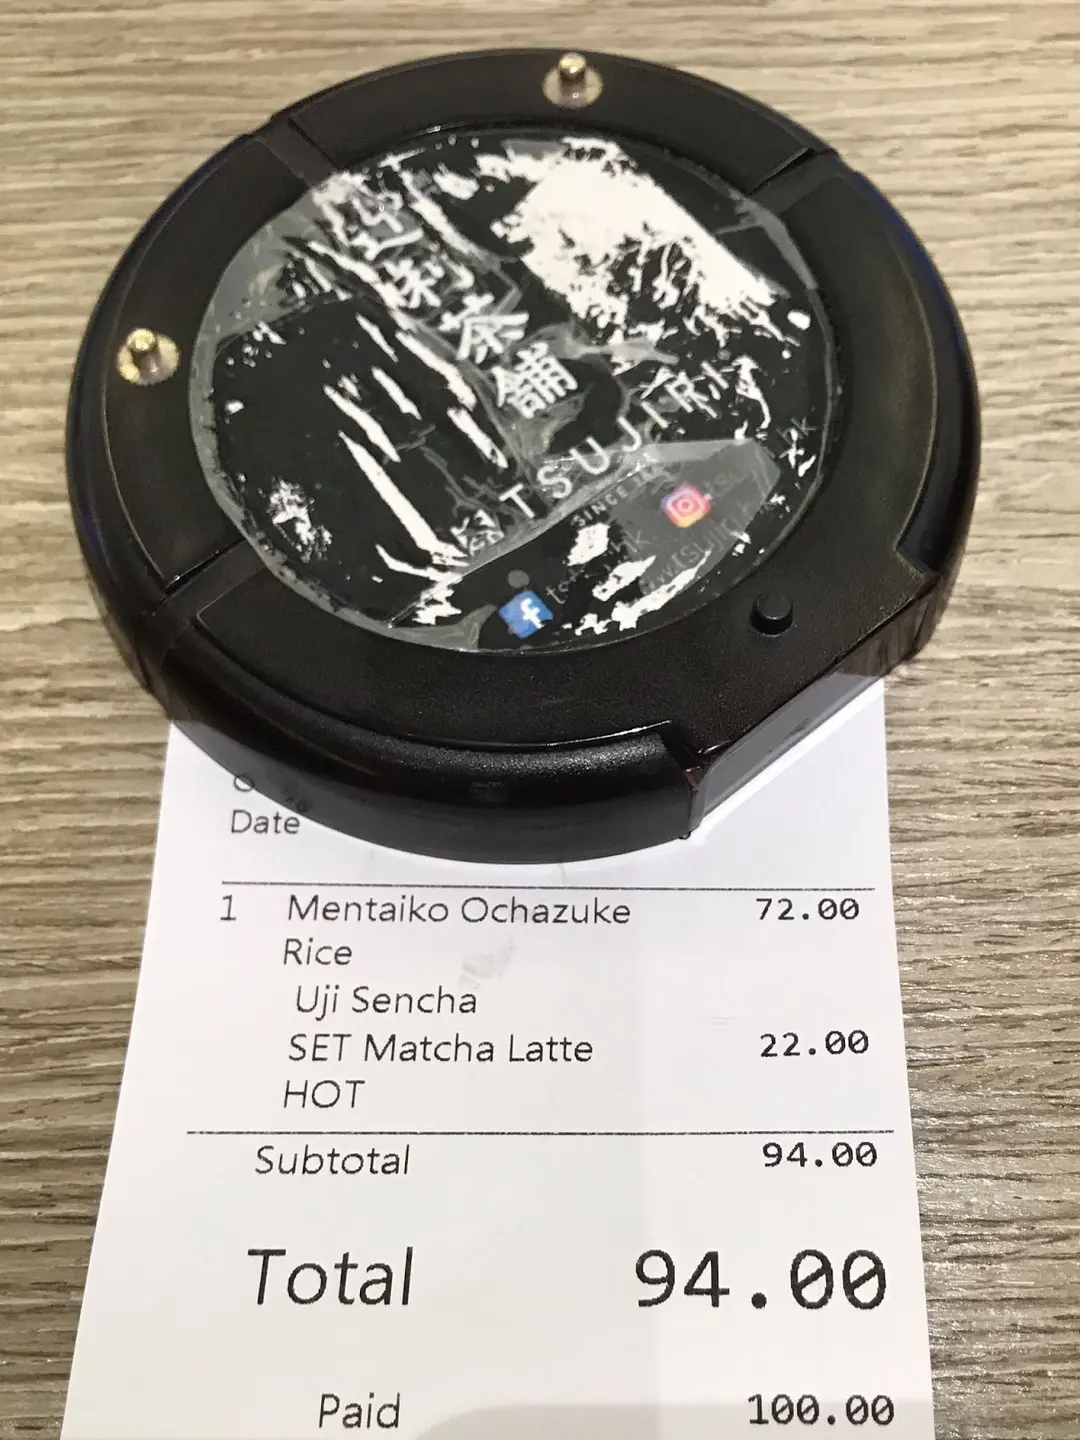 辻利茶舗
TSUJIRI
SINCE
Date
1 Mentaiko Ochazuke 72.00
Rice
Uji Sencha
SET Matcha Latte 22.00
HOT
Subtotal 94.00
Total 94.00
Paid 100.00